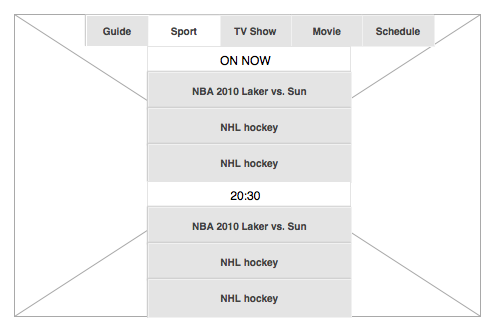 Guide Sport TV Show Movie Schedule
ON NOW
NBA 2010 Laker vs. Sun
NHL hockey
NHL hockey
20:30
NBA 2010 Laker vs. Sun
NHL hockey
NHL hockey